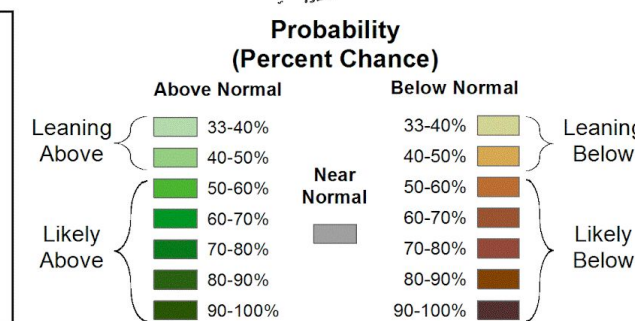 Probability
(Percent Chance)
Above Normal
Below Normal
Leaning
Above
33-40%
40-50%
Likely
Above
50-60%
60-70%
70-80%
80-90%
90-100%
Near
Normal
33-40%
40-50%
Leaning
Below
50-60%
60-70%
70-80%
80-90%
90-100%
Likely
Below